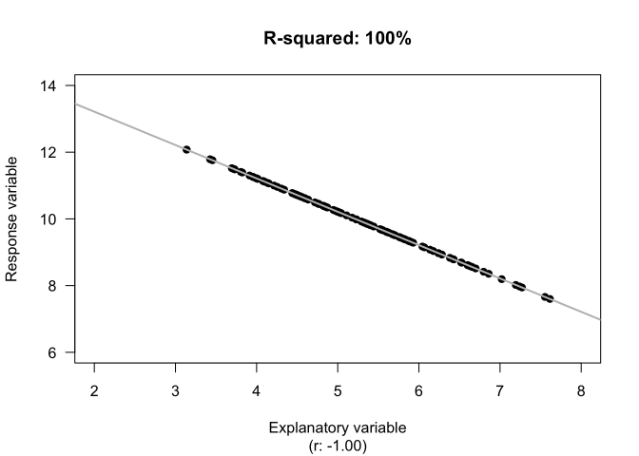 R-squared: 100%
14
12
10
8
6
Response variable
2 3 4 5 6 7 8
Explanatory variable
(r: -1.00)